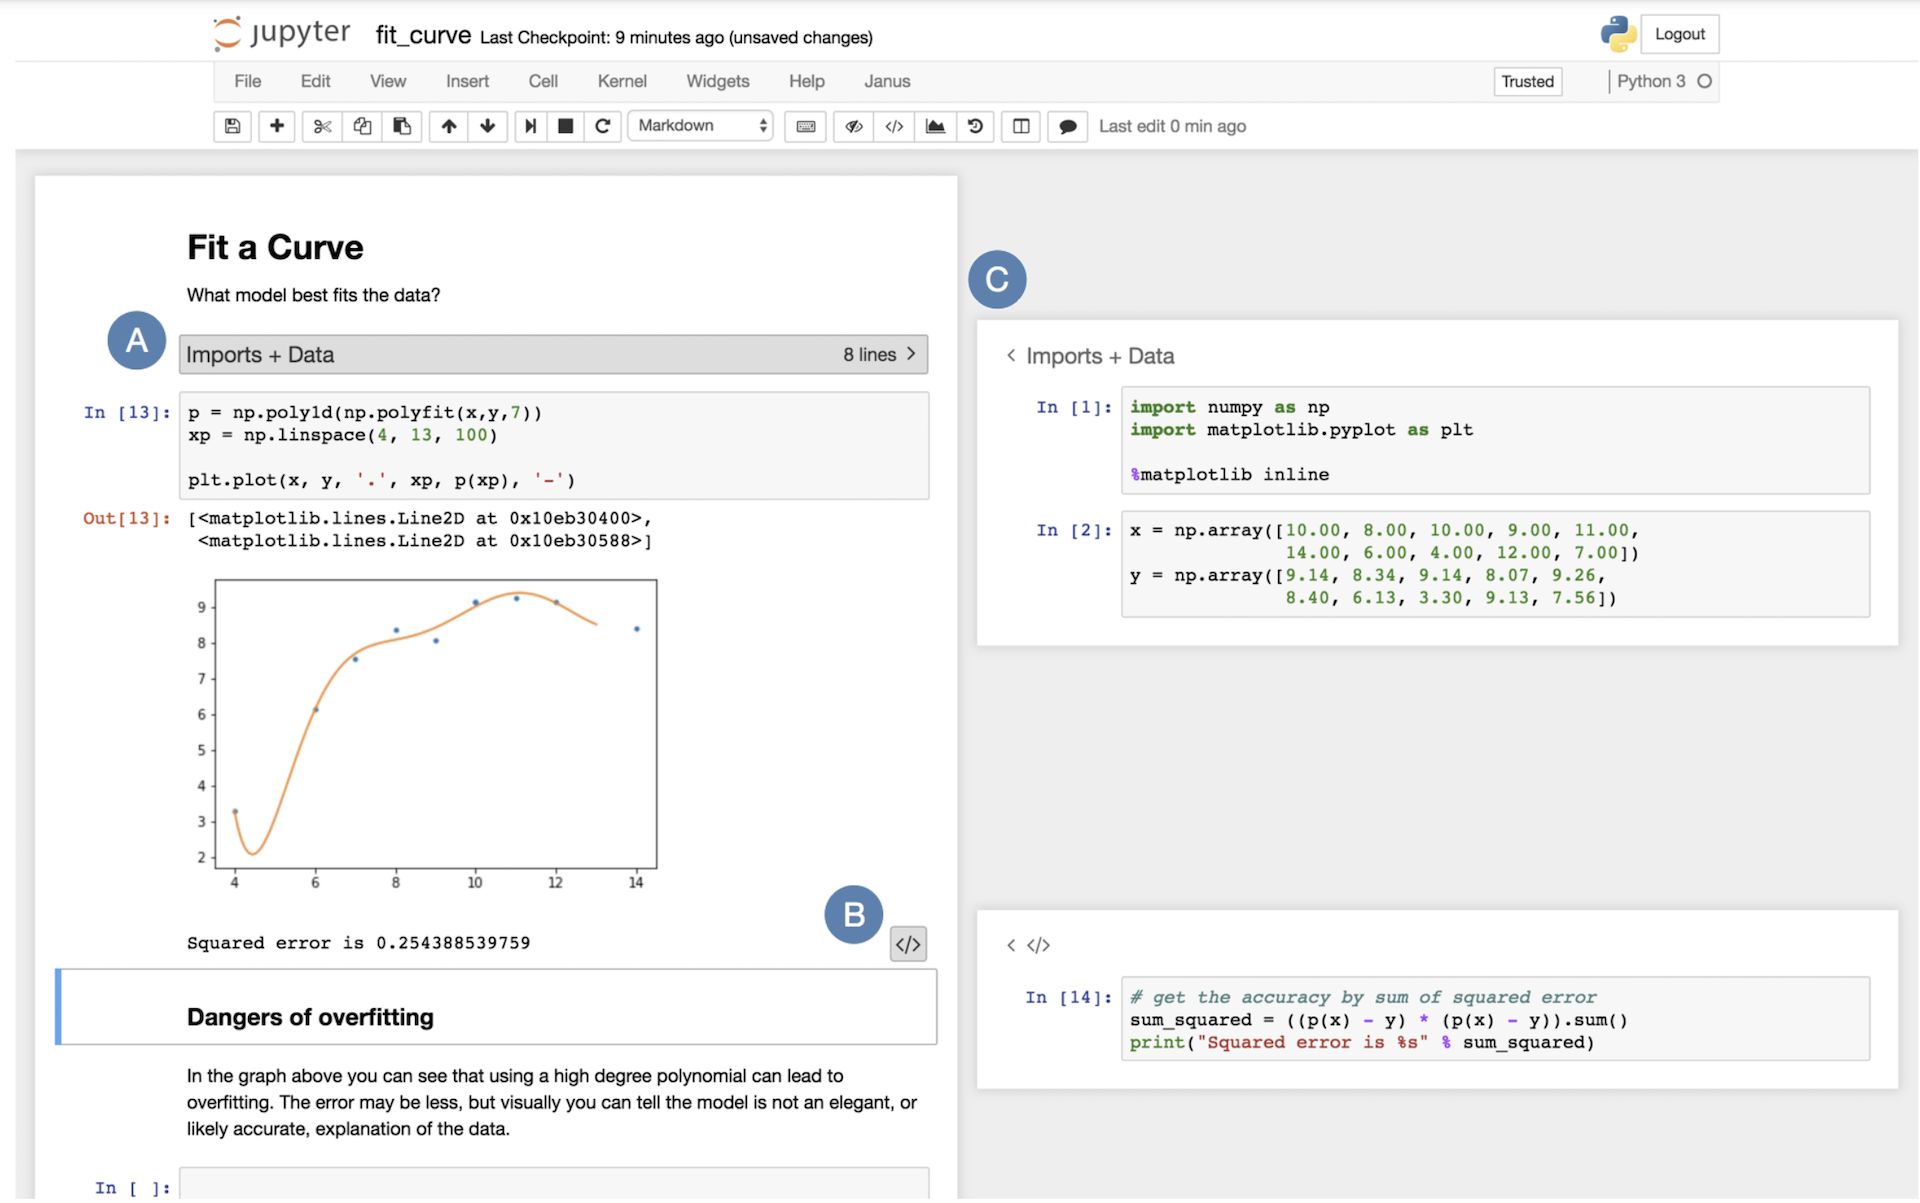 jupyter fit_curve Last Checkpoint: 9 minutes ago (unsaved changes)
Logout
File Edit View Insert Cell Kernel Widgets Help Janus
Trusted
Python 3
Markdown
</>
Last edit 0 min ago
Fit a Curve
What model best fits the data?
A
Imports + Data
8 lines >
In [13]:
p = np.poly1d(np.polyfit(x,y,7))
xp = np.linspace(4, 13, 100)
plt.plot(x, y, '.', xp, p(xp), '-')
Out[13]:
[<matplotlib.lines.Line2D at 0x10eb30400>,
<matplotlib.lines.Line2D at 0x10eb30588>]
9
8
7
6
5
4
3
2
4 6 8 10 12 14
B
Squared error is 0.254388539759
</>
Dangers of overfitting
In the graph above you can see that using a high degree polynomial can lead to
overfitting. The error may be less, but visually you can tell the model is not an elegant, or
likely accurate, explanation of the data.
In [ ]:
C
< Imports + Data
In [1]:
import numpy as np
import matplotlib.pyplot as plt
%matplotlib inline
In [2]:
x = np.array([10.00, 8.00, 10.00, 9.00, 11.00,
14.00, 6.00, 4.00, 12.00, 7.00])
y = np.array([9.14, 8.34, 9.14, 8.07, 9.26,
8.40, 6.13, 3.30, 9.13, 7.56])
< </>
In [14]:
# get the accuracy by sum of squared error
sum_squared = ((p(x) - y) * (p(x) - y)).sum()
print("Squared error is %s" % sum_squared)